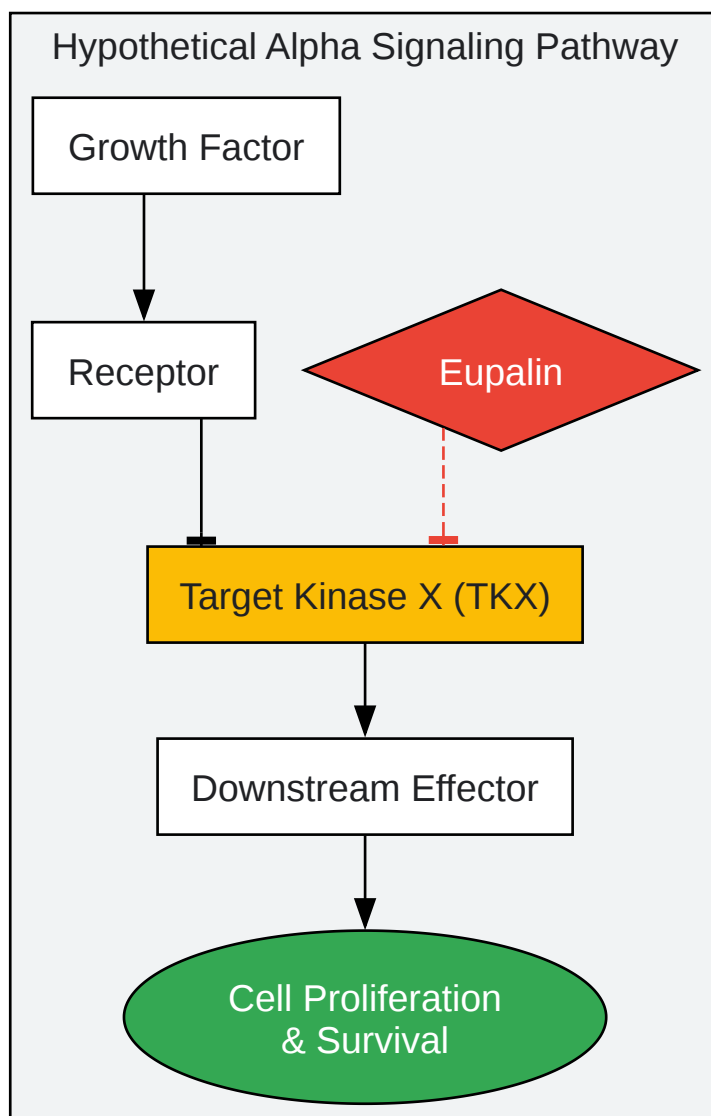 Hypothetical Alpha Signaling Pathway
Growth Factor
Receptor
Eupalin
Target Kinase X (TKX)
Downstream Effector
Cell Proliferation
& Survival